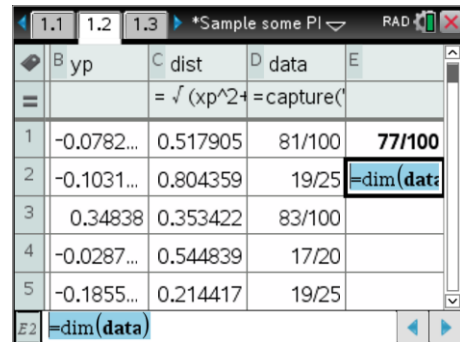 1.1 1.2 1.3 *Sample some Pl RAD
B yp C dist D data E
= =√(xp^2+ =capture('
1 -0.0782... 0.517905 81/100 77/100
2 -0.1031... 0.804359 19/25 =dim(data
3 0.34838 0.353422 83/100
4 -0.0287... 0.544839 17/20
5 -0.1855... 0.214417 19/25
E2 =dim(data)